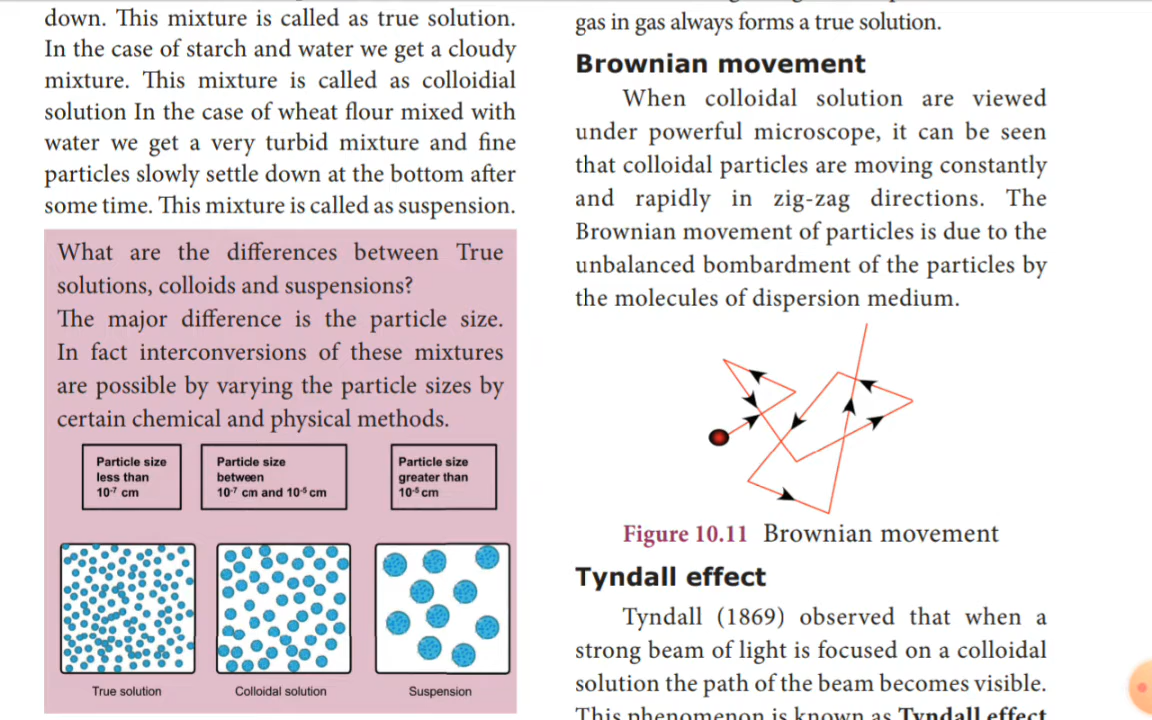 down. This mixture is called as true solution.
In the case of starch and water we get a cloudy
mixture. This mixture is called as colloidial
solution In the case of wheat flour mixed with
water we get a very turbid mixture and fine
particles slowly settle down at the bottom after
some time. This mixture is called as suspension.
What are the differences between True
solutions, colloids and suspensions?
The major difference is the particle size.
In fact interconversions of these mixtures
are possible by varying the particle sizes by
certain chemical and physical methods.
Particle size
less than
10⁻⁷ cm
Particle size
between
10⁻⁷ cm and 10⁻⁵ cm
Particle size
greater than
10⁻⁵ cm
True solution
Colloidal solution
Suspension
gas in gas always forms a true solution.
Brownian movement
When colloidal solution are viewed
under powerful microscope, it can be seen
that colloidal particles are moving constantly
and rapidly in zig-zag directions. The
Brownian movement of particles is due to the
unbalanced bombardment of the particles by
the molecules of dispersion medium.
Figure 10.11 Brownian movement
Tyndall effect
Tyndall (1869) observed that when a
strong beam of light is focused on a colloidal
solution the path of the beam becomes visible.
This phenomenon is known as Tyndall effect